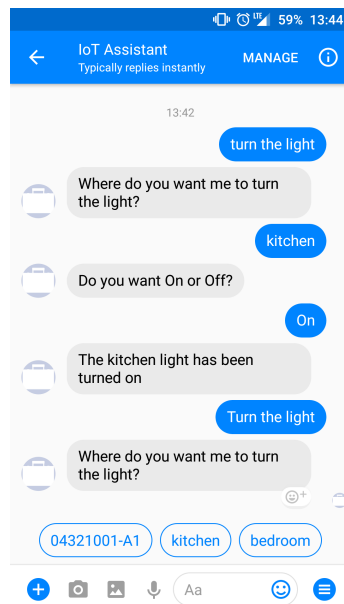 59% 13:44
IoT Assistant
Typically replies instantly
MANAGE
13:42
turn the light
Where do you want me to turn
the light?
kitchen
Do you want On or Off?
On
The kitchen light has been
turned on
Turn the light
Where do you want me to turn
the light?
04321001-A1 kitchen bedroom
Aa